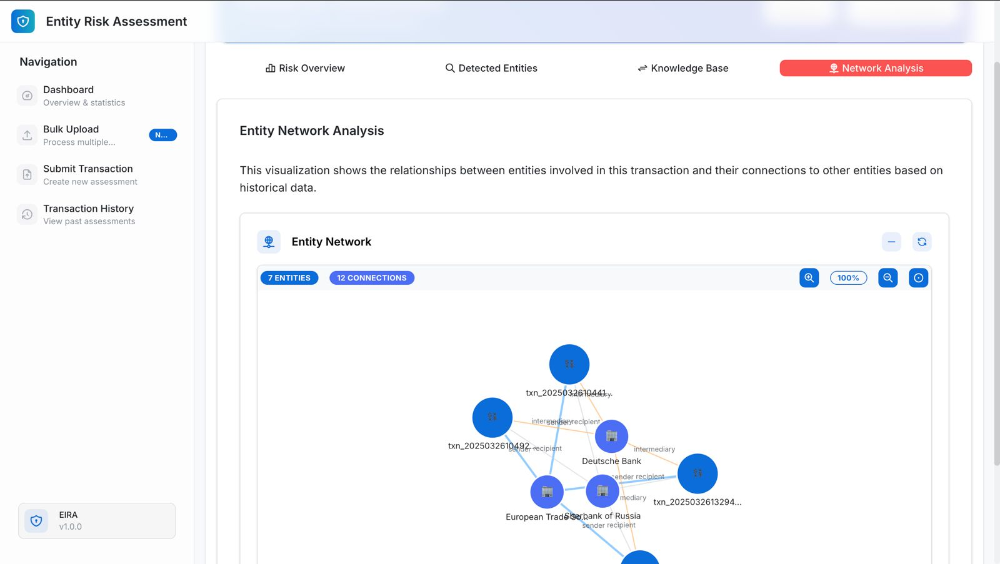 Entity Risk Assessment
Navigation
Dashboard
Overview & statistics
Bulk Upload
Process multiple...
N...
Submit Transaction
Create new assessment
Transaction History
View past assessments
EIRA
v1.0.0
Risk Overview
Detected Entities
Knowledge Base
Network Analysis
Entity Network Analysis
This visualization shows the relationships between entities involved in this transaction and their connections to other entities based on
historical data.
Entity Network
7 ENTITIES
12 CONNECTIONS
100%
txn_2025032610441...
intermediary
intermediary
sender recipient
txn_2025032610492...
sender recipient
Deutsche Bank
intermediary
sender recipient
mediary
txn_2025032613294...
European Trade So...
Sberbank of Russia
sender recipient